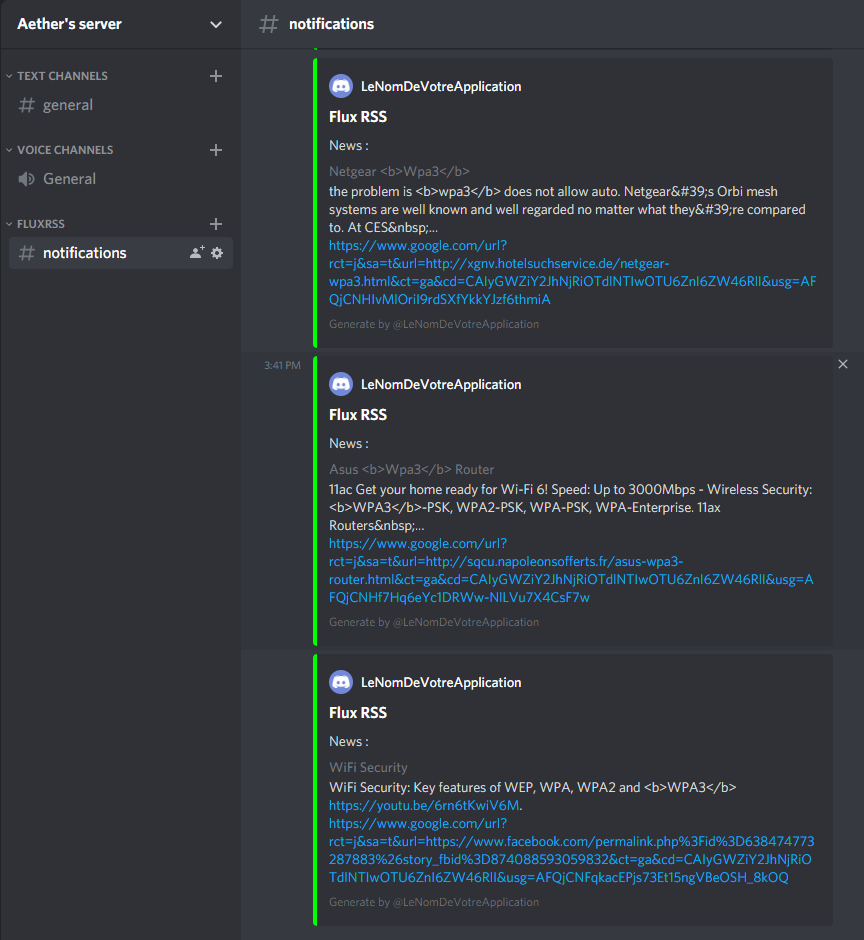 Aether's server
TEXT CHANNELS
general
VOICE CHANNELS
General
FLUXRSS
notifications
notifications
LeNomDeVotreApplication
Flux RSS
News :
Netgear <b>Wpa3</b>
the problem is <b>wpa3</b> does not allow auto. Netgear&#39;s Orbi mesh
systems are well known and well regarded no matter what they&#39;re compared
to. At CES&nbsp;...
https://www.google.com/url?
rct=j&sa=t&url=http://xgnv.hotelsuchservice.de/netgear-
wpa3.html&ct=ga&cd=CAIyGWZiY2JhNjRiOTdlNTIwOTU6ZnI6ZW46RlI&usg=AF
QjCNHIvMlOriI9rdSXfYkkYJzf6thmiA
Generate by @LeNomDeVotreApplication
3:41 PM
LeNomDeVotreApplication
Flux RSS
News :
Asus <b>Wpa3</b> Router
11ac Get your home ready for Wi-Fi 6! Speed: Up to 3000Mbps - Wireless Security:
<b>WPA3</b>-PSK, WPA2-PSK, WPA-PSK, WPA-Enterprise. 11ax
Routers&nbsp;...
https://www.google.com/url?
rct=j&sa=t&url=http://sqcu.napoleonsofferts.fr/asus-wpa3-
router.html&ct=ga&cd=CAIyGWZiY2JhNjRiOTdlNTIwOTU6ZnI6ZW46RlI&usg=A
FQjCNHf7Hq6eYc1DRWw-NILVu7X4CsF7w
Generate by @LeNomDeVotreApplication
LeNomDeVotreApplication
Flux RSS
News :
WiFi Security
WiFi Security: Key features of WEP, WPA, WPA2 and <b>WPA3</b>
https://youtu.be/6rn6tKwiV6M.
https://www.google.com/url?
rct=j&sa=t&url=https://www.facebook.com/permalink.php%3Fid%3D638474773
287883%26story_fbid%3D874088593059832&ct=ga&cd=CAIyGWZiY2JhNjRiO
TdlNTIwOTU6ZnI6ZW46RlI&usg=AFQjCNFqkacEPjs73Et15ngVBeOSH_8kOQ
Generate by @LeNomDeVotreApplication